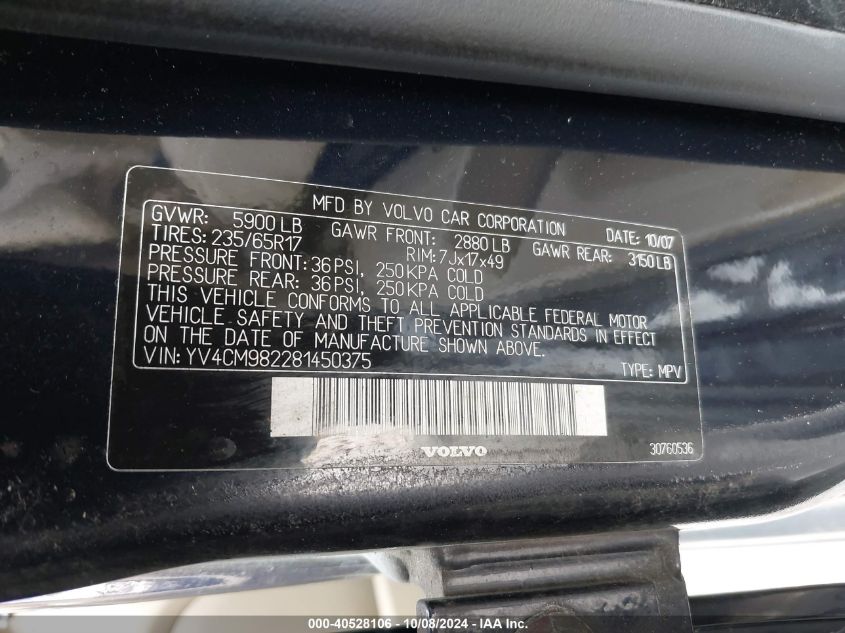 MFD BY VOLVO CAR CORPORATION
GVWR: 5900 LB GAWR FRONT: 2880 LB GAWR REAR: 3150 LB DATE: 10/07
TIRES: 235/65R17 RIM: 7Jx17x49
PRESSURE FRONT: 36 PSI, 250 KPA COLD
PRESSURE REAR: 36 PSI, 250 KPA COLD
THIS VEHICLE CONFORMS TO ALL APPLICABLE FEDERAL MOTOR
VEHICLE SAFETY AND THEFT PREVENTION STANDARDS IN EFFECT
ON THE DATE OF MANUFACTURE SHOWN ABOVE.
VIN: YV4CM982281450375 TYPE: MPV
VOLVO 30760536
000-40528106 - 10/08/2024 - IAA Inc.